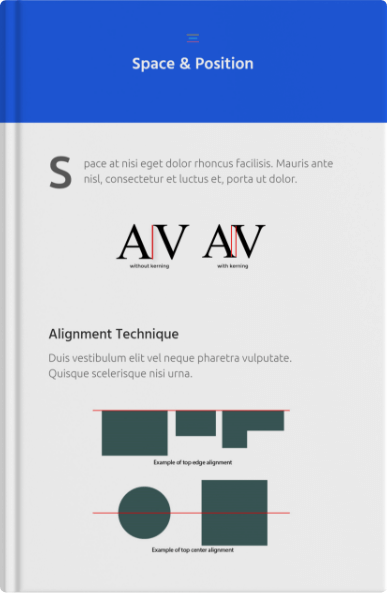 Space & Position
Space at nisi eget dolor rhoncus facilisis. Mauris ante
nisl, consectetur et luctus et, porta ut dolor.
AV AV
without kerning with kerning
Alignment Technique
Duis vestibulum elit vel neque pharetra vulputate.
Quisque scelerisque nisi urna.
Example of top edge alignment
Example of top center alignment